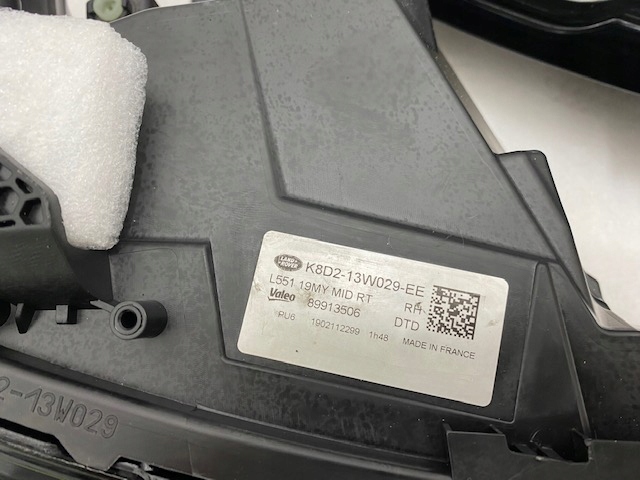 LAND ROVER
K8D2-13W029-EE
L551 19MY MID RT RH
Valeo 89913506 DTD
PU6 1902112299 1h48 MADE IN FRANCE
2-13W029